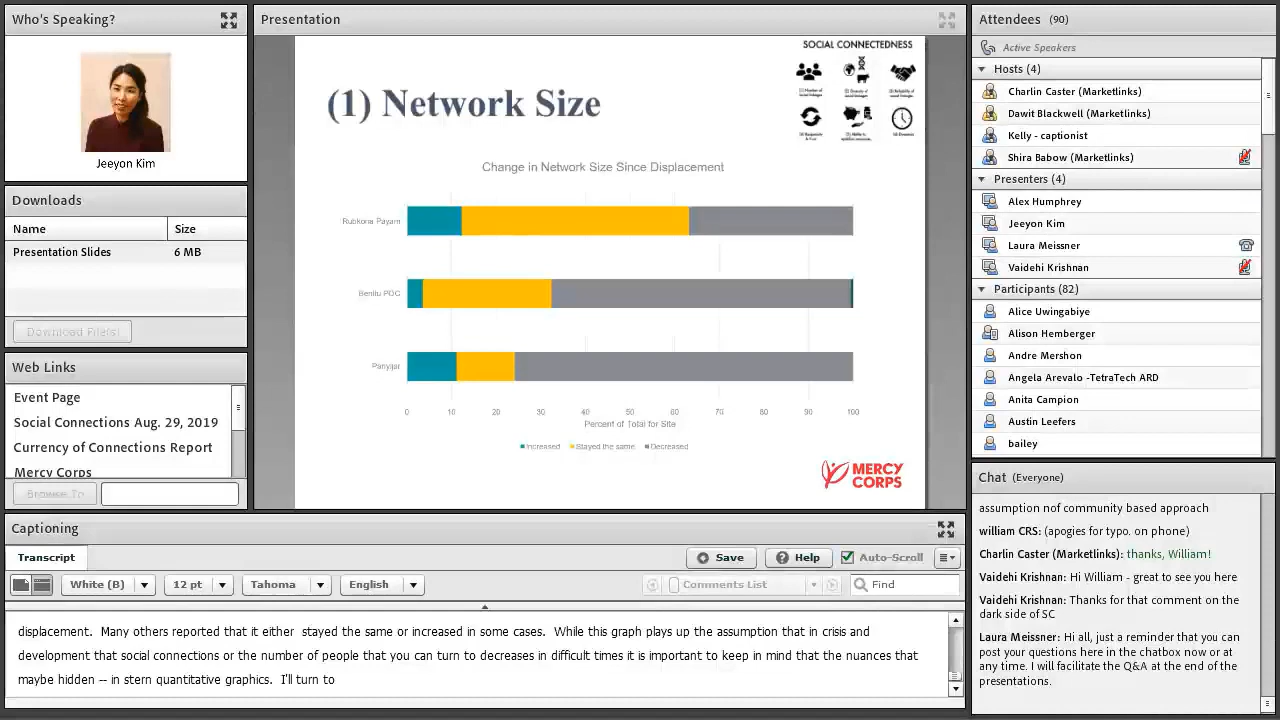 Who's Speaking?
Jeeyon Kim
Downloads
Name Size
Presentation Slides 6 MB
Download File(s)
Web Links
Event Page
Social Connections Aug. 29, 2019
Currency of Connections Report
Mercy Corps
Browse To
Presentation
SOCIAL CONNECTEDNESS
(1) Network Size
Change in Network Size Since Displacement
Rubkona Payam
Bentiu POC
Panyijar
0 10 20 30 40 50 60 70 80 90 100
Percent of Total for Site
Increased Stayed the same Decreased
MERCY
CORPS
Captioning
Transcript
Save
Help
Auto-Scroll
White (B)
12 pt
Tahoma
English
Comments List
Find
displacement. Many others reported that it either stayed the same or increased in some cases. While this graph plays up the assumption that in crisis and
development that social connections or the number of people that you can turn to decreases in difficult times it is important to keep in mind that the nuances that
maybe hidden -- in stern quantitative graphics. I'll turn to
Attendees (90)
Active Speakers
Hosts (4)
Charlin Caster (Marketlinks)
Dawit Blackwell (Marketlinks)
Kelly - captionist
Shira Babow (Marketlinks)
Presenters (4)
Alex Humphrey
Jeeyon Kim
Laura Meissner
Vaidehi Krishnan
Participants (82)
Alice Uwingabiye
Alison Hemberger
Andre Mershon
Angela Arevalo -TetraTech ARD
Anita Campion
Austin Leefers
bailey
Chat (Everyone)
assumption nof community based approach
william CRS: (apogies for typo. on phone)
Charlin Caster (Marketlinks): thanks, William!
Vaidehi Krishnan: Hi William - great to see you here
Vaidehi Krishnan: Thanks for that comment on the
dark side of SC
Laura Meissner: Hi all, just a reminder that you can
post your questions here in the chatbox now or at
any time. I will facilitate the Q&A at the end of the
presentations.